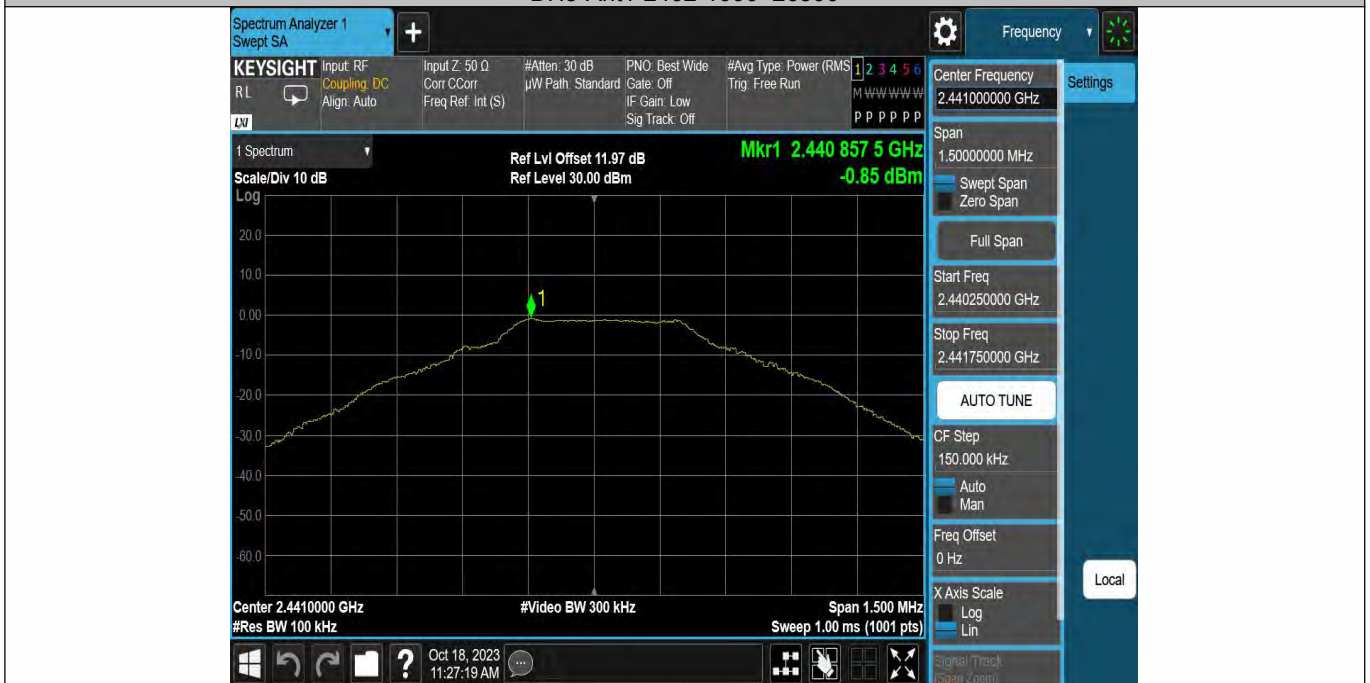 Spectrum Analyzer 1
Swept SA
+
Frequency
KEYSIGHT
RL
LXI
Input: RF
Coupling: DC
Align: Auto
Input Z: 50 Ω
Corr CCorr
Freq Ref: Int (S)
#Atten: 30 dB
µW Path: Standard
PNO: Best Wide
Gate: Off
IF Gain: Low
Sig Track: Off
#Avg Type: Power (RMS
Trig: Free Run
1 2 3 4 5 6
M W W W W W
P P P P P P
1 Spectrum
Scale/Div 10 dB
Log
Ref Lvl Offset 11.97 dB
Ref Level 30.00 dBm
Mkr1 2.440 857 5 GHz
-0.85 dBm
20.0
10.0
0.00
-10.0
-20.0
-30.0
-40.0
-50.0
-60.0
1
Center 2.4410000 GHz
#Res BW 100 kHz
#Video BW 300 kHz
Span 1.500 MHz
Sweep 1.00 ms (1001 pts)
Center Frequency
2.441000000 GHz
Settings
Span
1.50000000 MHz
Swept Span
Zero Span
Full Span
Start Freq
2.440250000 GHz
Stop Freq
2.441750000 GHz
AUTO TUNE
CF Step
150.000 kHz
Auto
Man
Freq Offset
0 Hz
X Axis Scale
Log
Lin
Signal Track
(Span Zoom)
Local
?
Oct 18, 2023
11:27:19 AM